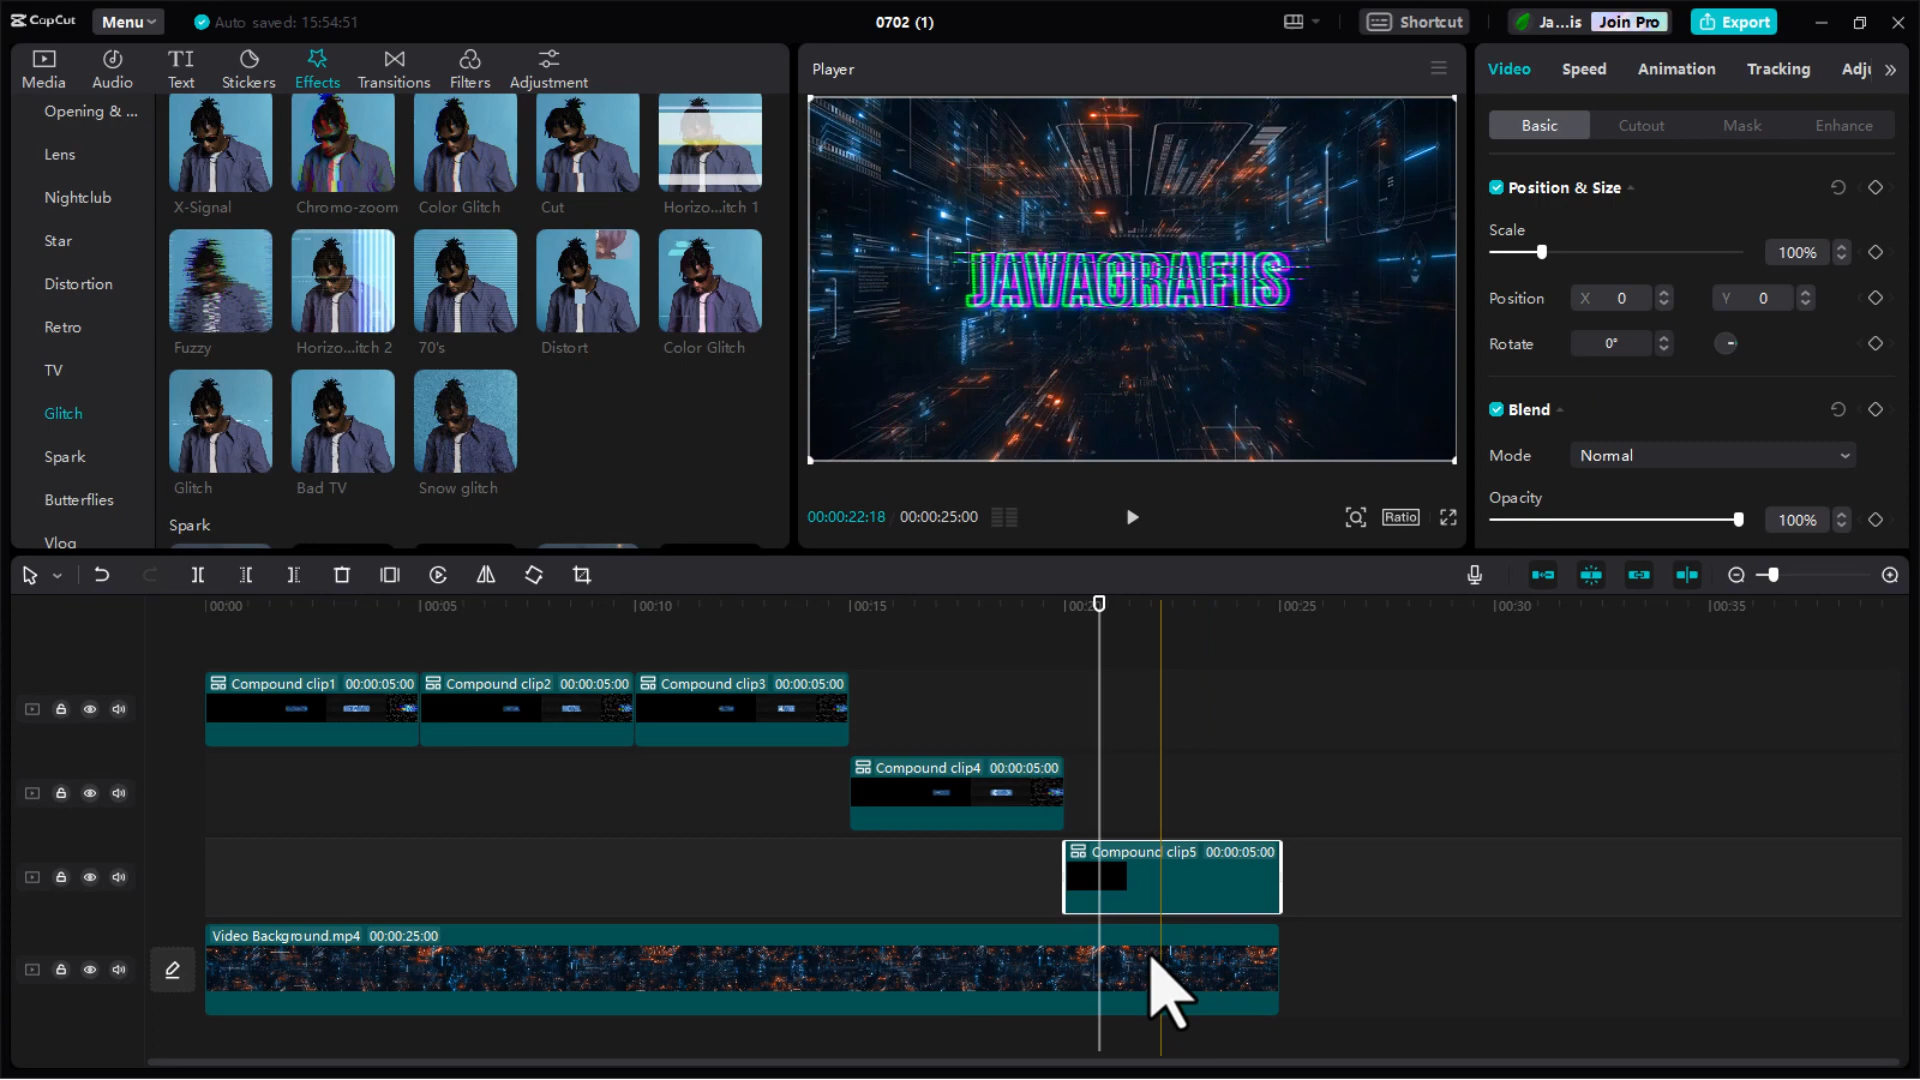 CapCut
Menu
Auto saved: 15:54:51
0702 (1)
Shortcut
Ja...is
Join Pro
Export
Media
Audio
Text
Stickers
Effects
Transitions
Filters
Adjustment
Opening & ...
Lens
Nightclub
Star
Distortion
Retro
TV
Glitch
Spark
Butterflies
Vlog
X-Signal
Chromo-zoom
Color Glitch
Cut
Horizo...itch 1
Fuzzy
Horizo...itch 2
70's
Distort
Color Glitch
Glitch
Bad TV
Snow glitch
Spark
Player
JAVAGRAFIS
00:00:22:18
00:00:25:00
Ratio
Video
Speed
Animation
Tracking
Adju
Basic
Cutout
Mask
Enhance
Position & Size
Scale
100%
Position
X 0
Y 0
Rotate
0°
Blend
Mode
Normal
Opacity
100%
00:00
00:05
00:10
00:15
00:20
00:25
00:30
00:35
Compound clip1 00:00:05:00
Compound clip2 00:00:05:00
Compound clip3 00:00:05:00
Compound clip4 00:00:05:00
Compound clip5 00:00:05:00
Video Background.mp4 00:00:25:00